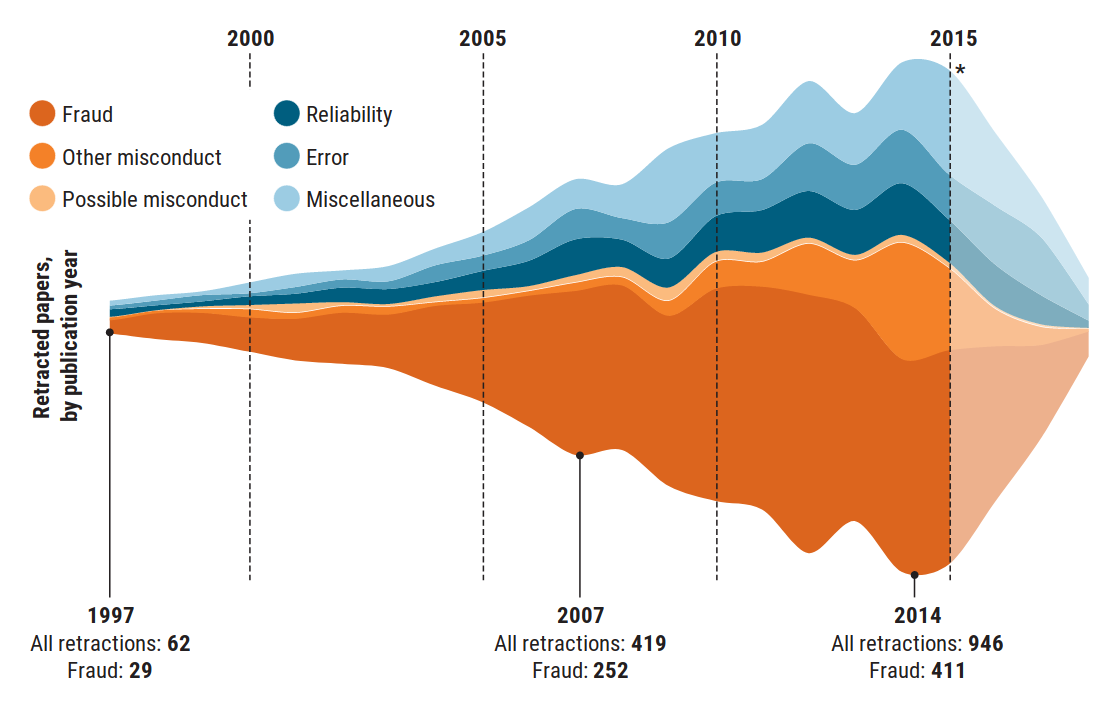 2000 2005 2010 2015
*
Fraud
Other misconduct
Possible misconduct
Reliability
Error
Miscellaneous
Retracted papers,
by publication year
1997
All retractions: 62
Fraud: 29
2007
All retractions: 419
Fraud: 252
2014
All retractions: 946
Fraud: 411